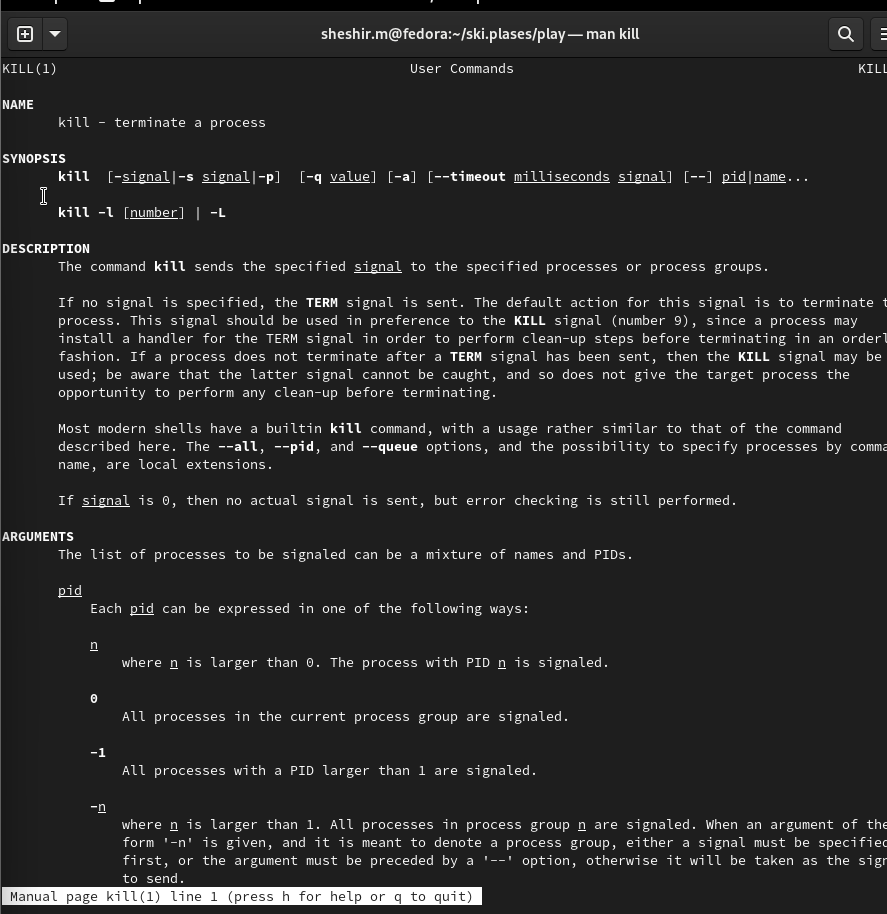 sheshir.m@fedora:~/ski.plases/play — man kill
KILL(1) User Commands KILL
NAME
kill - terminate a process
SYNOPSIS
kill [-signal|-s signal|-p] [-q value] [-a] [--timeout milliseconds signal] [--] pid|name...
kill -l [number] | -L
DESCRIPTION
The command kill sends the specified signal to the specified processes or process groups.
If no signal is specified, the TERM signal is sent. The default action for this signal is to terminate t
process. This signal should be used in preference to the KILL signal (number 9), since a process may
install a handler for the TERM signal in order to perform clean-up steps before terminating in an orderl
fashion. If a process does not terminate after a TERM signal has been sent, then the KILL signal may be
used; be aware that the latter signal cannot be caught, and so does not give the target process the
opportunity to perform any clean-up before terminating.
Most modern shells have a builtin kill command, with a usage rather similar to that of the command
described here. The --all, --pid, and --queue options, and the possibility to specify processes by comma
name, are local extensions.
If signal is 0, then no actual signal is sent, but error checking is still performed.
ARGUMENTS
The list of processes to be signaled can be a mixture of names and PIDs.
pid
Each pid can be expressed in one of the following ways:
n
where n is larger than 0. The process with PID n is signaled.
0
All processes in the current process group are signaled.
-1
All processes with a PID larger than 1 are signaled.
-n
where n is larger than 1. All processes in process group n are signaled. When an argument of the
form '-n' is given, and it is meant to denote a process group, either a signal must be specified
first, or the argument must be preceded by a '--' option, otherwise it will be taken as the sign
to send.
Manual page kill(1) line 1 (press h for help or q to quit)